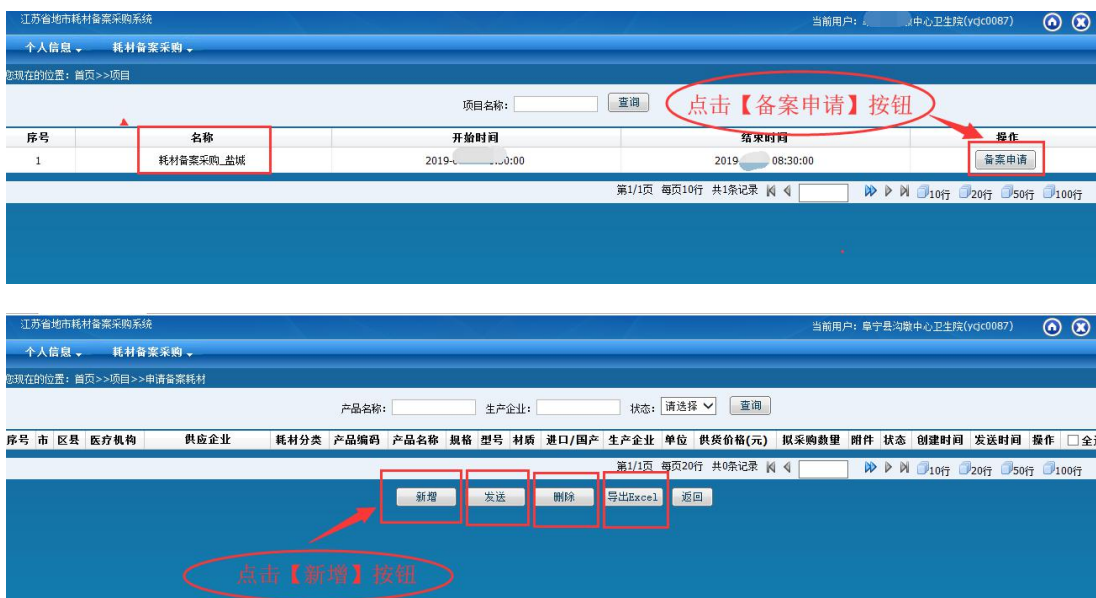 江苏省地市耗材备案采购系统 当前用户: 中心卫生院(ycjc0087)
个人信息 耗材备案采购
您现在的位置: 首页>>项目
项目名称: 查询 点击【备案申请】按钮
序号 名称 开始时间 结束时间 操作
1 耗材备案采购_盐城 2019- 00 2019 08:30:00 备案申请
第1/1页 每页10行 共1条记录 10行 20行 50行 100行
江苏省地市耗材备案采购系统 当前用户: 阜宁县沟墩中心卫生院(ycjc0087)
个人信息 耗材备案采购
您现在的位置: 首页>>项目>>申请备案耗材
产品名称: 生产企业: 状态: 请选择 查询
序号 市 区县 医疗机构 供应企业 耗材分类 产品编码 产品名称 规格 型号 材质 进口/国产 生产企业 单位 供货价格(元) 拟采购数量 附件 状态 创建时间 发送时间 操作 全
第1/1页 每页20行 共0条记录 10行 20行 50行 100行
新增 发送 删除 导出Excel 返回
点击【新增】按钮